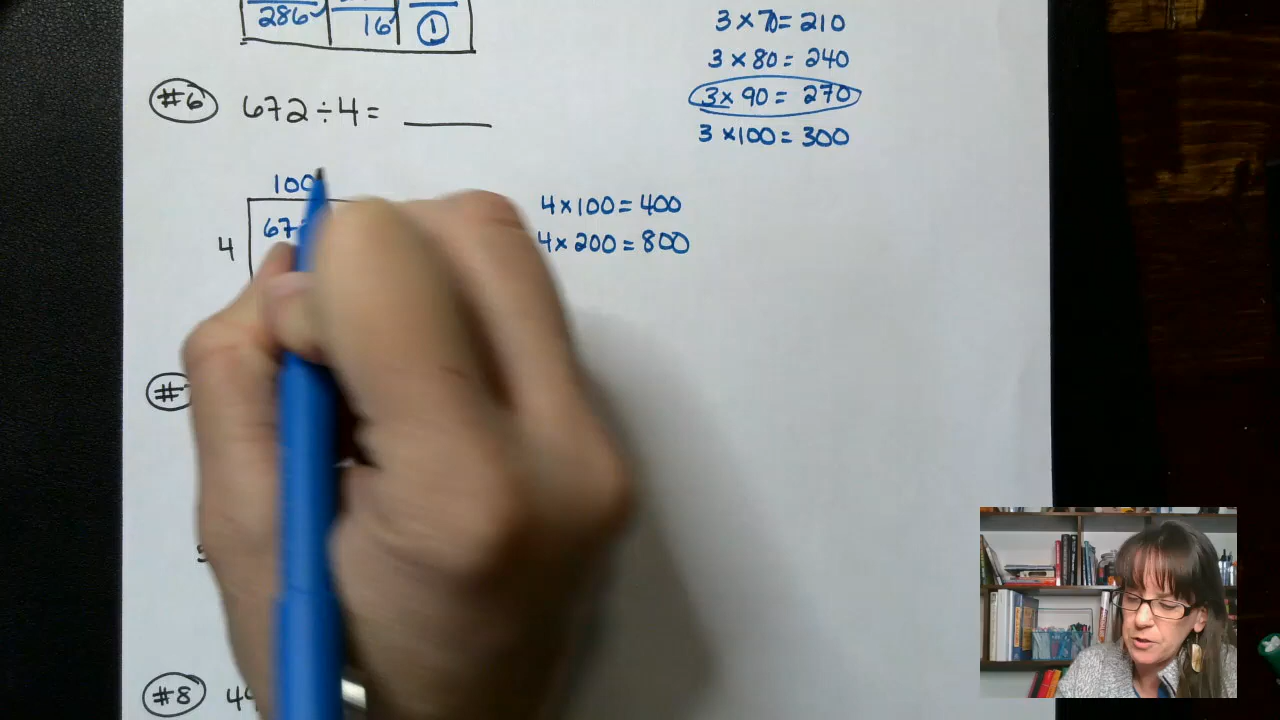 286 16 1
3 x 70 = 210
3 x 80 = 240
3 x 90 = 270
3 x 100 = 300
#6 672 ÷ 4 =
100
4 67
4 x 100 = 400
4 x 200 = 800
#8